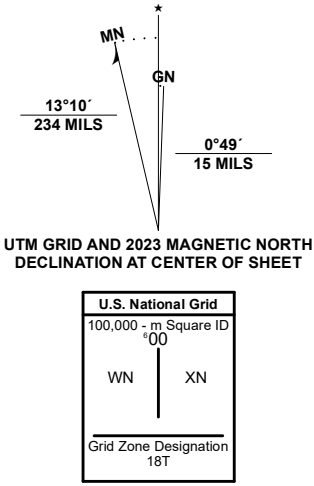 ★
MN
GN
13°10´
234 MILS
0°49´
15 MILS
UTM GRID AND 2023 MAGNETIC NORTH
DECLINATION AT CENTER OF SHEET
U.S. National Grid
100,000 - m Square ID
⁶00
WN XN
Grid Zone Designation
18T